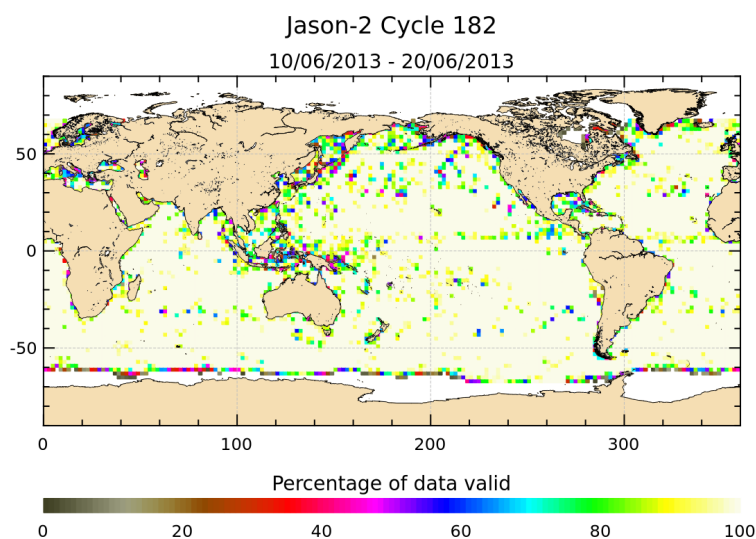 Jason-2 Cycle 182
10/06/2013 - 20/06/2013
50
0
-50
0 100 200 300
Percentage of data valid
0 20 40 60 80 100